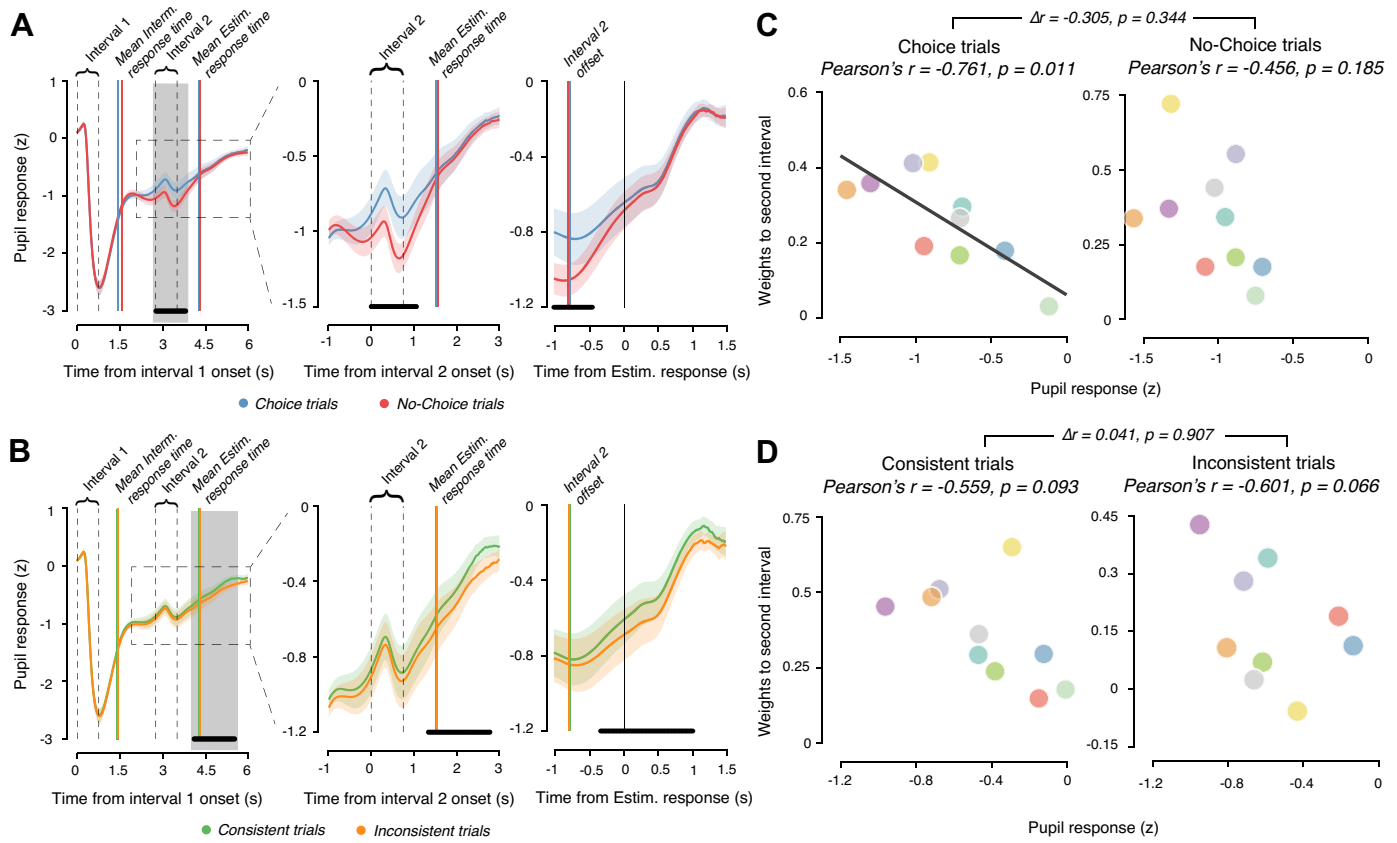 A
Interval 1
Mean Interm.
response time
Interval 2
Mean Estim.
response time
Interval 2
Mean Estim.
response time
Interval 2
offset
Pupil response (z)
1
0
-1
-2
-3
0
1.5
3
4.5
6
Time from interval 1 onset (s)
0
-0.5
-1.0
-1.5
-1
0
1
2
3
Time from interval 2 onset (s)
0
-0.4
-0.8
-1.2
-1.0
-0.5
0
0.5
1.0
1.5
Time from Estim. response (s)
Choice trials
No-Choice trials
B
Interval 1
Mean Interm.
response time
Interval 2
Mean Estim.
response time
Interval 2
Mean Estim.
response time
Interval 2
offset
Pupil response (z)
1
0
-1
-2
-3
0
1.5
3
4.5
6
Time from interval 1 onset (s)
0
-0.4
-0.8
-1.2
-1
0
1
2
3
Time from interval 2 onset (s)
0
-0.4
-0.8
-1.2
-1
-0.5
0
0.5
1.0
1.5
Time from Estim. response (s)
Consistent trials
Inconsistent trials
C
Δr = -0.305, p = 0.344
Choice trials
Pearson's r = -0.761, p = 0.011
No-Choice trials
Pearson's r = -0.456, p = 0.185
Weights to second interval
0.6
0.4
0.2
0
-1.5
-1
-0.5
0
0.75
0.5
0.25
0
-1.5
-1
-0.5
0
Pupil response (z)
D
Δr = 0.041, p = 0.907
Consistent trials
Pearson's r = -0.559, p = 0.093
Inconsistent trials
Pearson's r = -0.601, p = 0.066
Weights to second interval
0.75
0.5
0.25
0
-1.2
-0.8
-0.4
0
0.45
0.3
0.15
0
-0.15
-1.2
-0.8
-0.4
0
Pupil response (z)